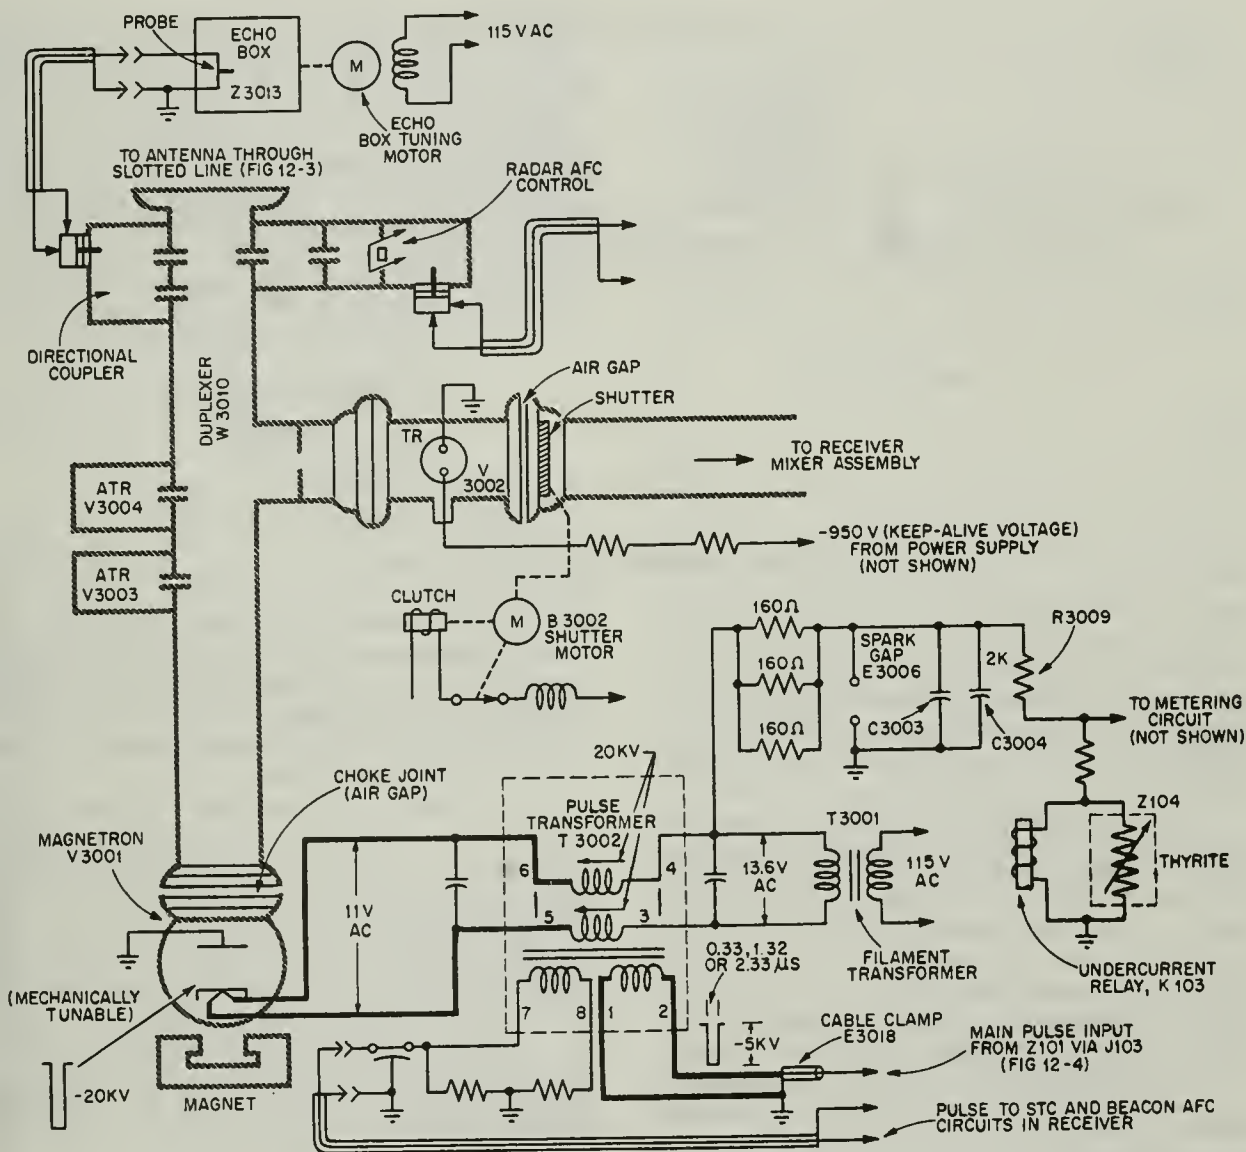 PROBE
ECHO
BOX
Z3013
M
115 V AC
ECHO
BOX TUNING
MOTOR
TO ANTENNA THROUGH
SLOTTED LINE (FIG 12-3)
RADAR AFC
CONTROL
DIRECTIONAL
COUPLER
DUPLEXER
W 3010
AIR GAP
SHUTTER
TR
V
3002
TO RECEIVER
MIXER ASSEMBLY
ATR
V3004
ATR
V3003
-950 V (KEEP-ALIVE VOLTAGE)
FROM POWER SUPPLY
(NOT SHOWN)
CLUTCH
M
B 3002
SHUTTER
MOTOR
160Ω
160Ω
160Ω
SPARK
GAP
E3006
2K
R3009
C3003
C3004
TO METERING
CIRCUIT
(NOT SHOWN)
CHOKE JOINT
(AIR GAP)
20KV
PULSE
TRANSFORMER
T 3002
MAGNETRON
V3001
6
4
5
3
11V
AC
13.6V
AC
T3001
115 V
AC
Z104
THYRITE
FILAMENT
TRANSFORMER
UNDERCURRENT
RELAY, K 103
0.33, 1.32
OR 2.33 µS
7
8
1
2
(MECHANICALLY
TUNABLE)
-5KV
CABLE CLAMP
E3018
MAIN PULSE INPUT
FROM Z101 VIA J103
(FIG 12-4)
-20KV
MAGNET
PULSE TO STC AND BEACON AFC
CIRCUITS IN RECEIVER